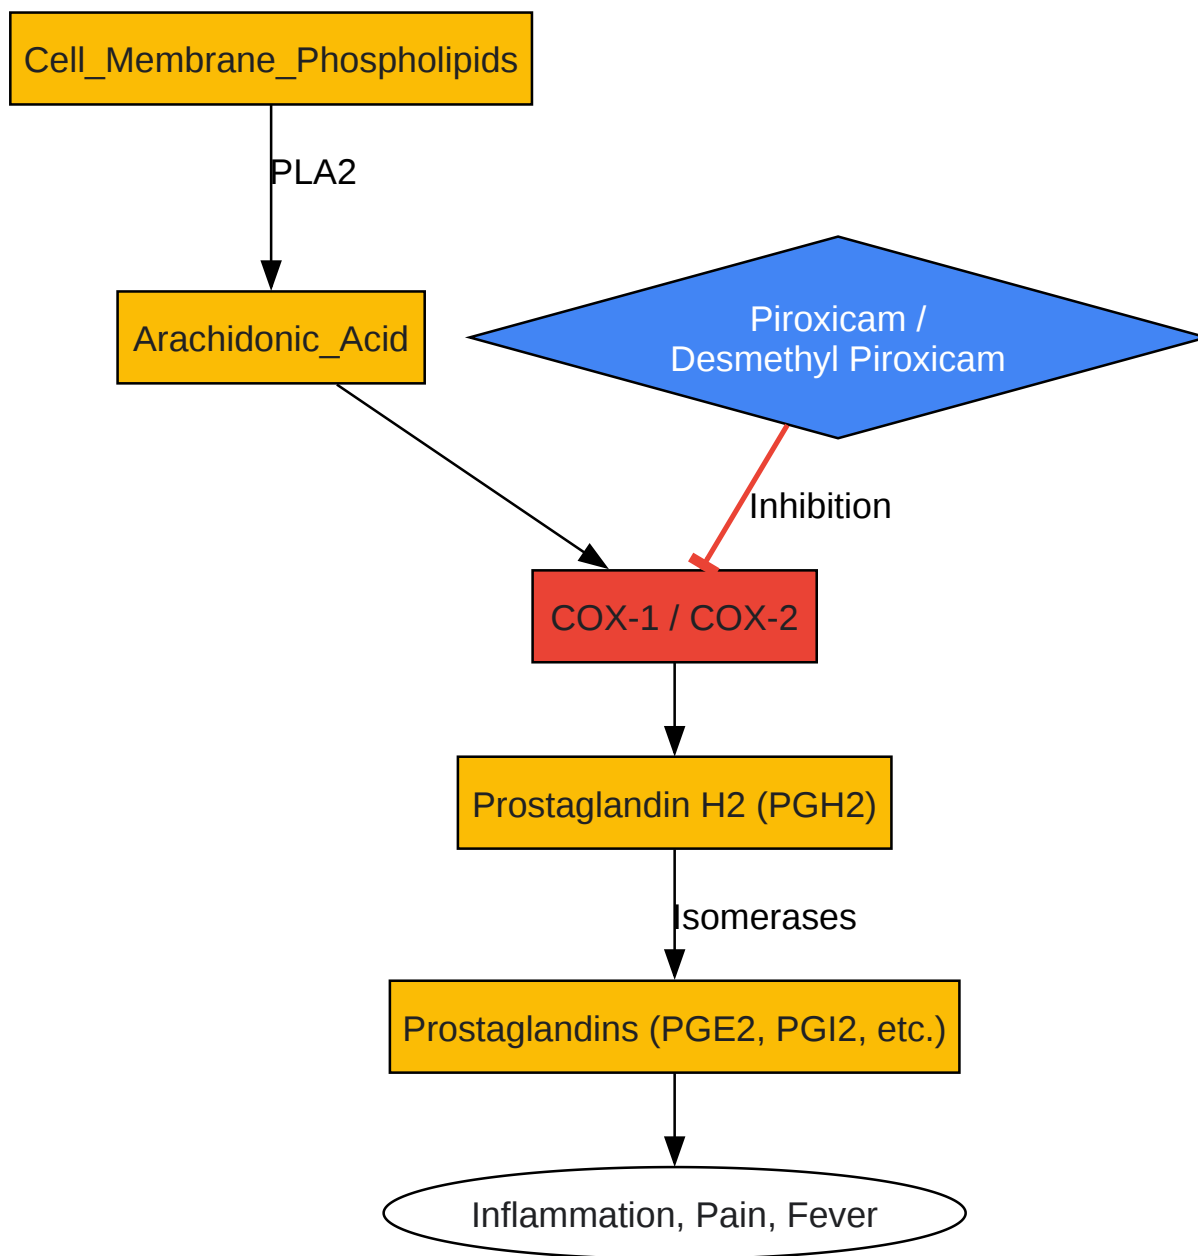 Cell_Membrane_Phospholipids
PLA2
Arachidonic_Acid
Piroxicam /
Desmethyl Piroxicam
Inhibition
COX-1 / COX-2
Prostaglandin H2 (PGH2)
Isomerases
Prostaglandins (PGE2, PGI2, etc.)
Inflammation, Pain, Fever